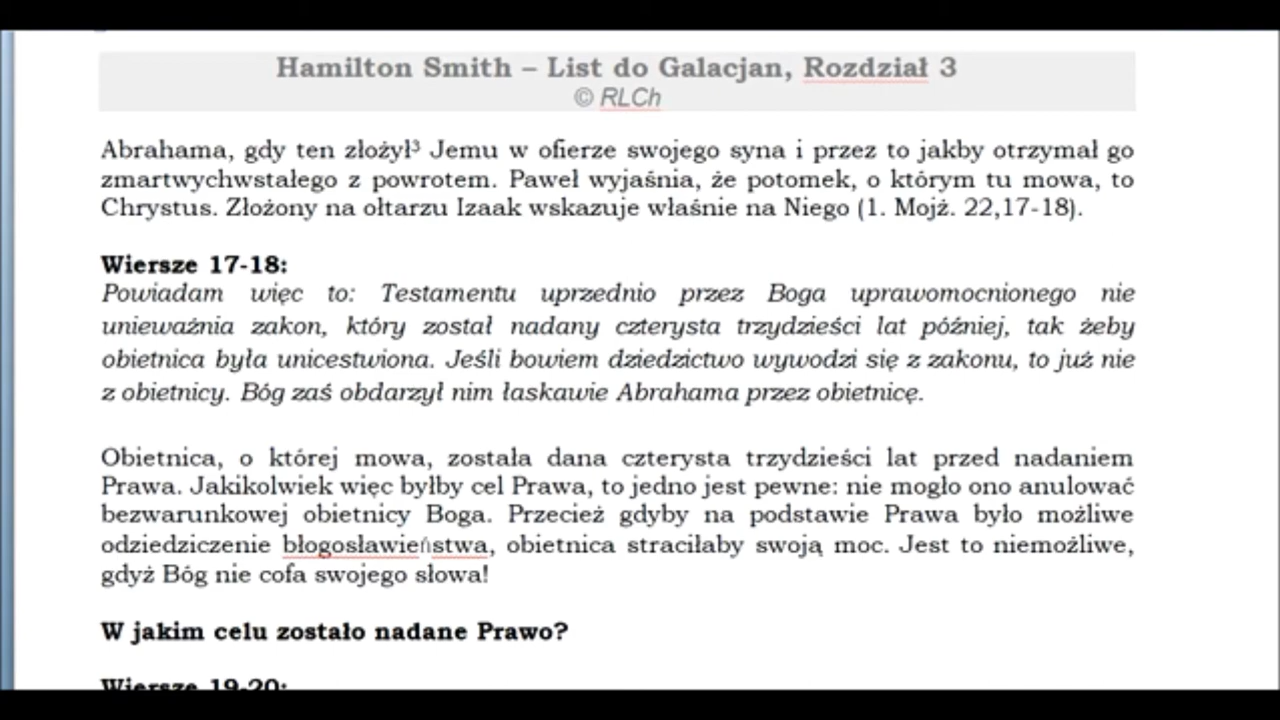 Hamilton Smith – List do Galacjan, Rozdział 3
© RLCh
Abrahama, gdy ten złożył³ Jemu w ofierze swojego syna i przez to jakby otrzymał go
zmartwychwstałego z powrotem. Paweł wyjaśnia, że potomek, o którym tu mowa, to
Chrystus. Złożony na ołtarzu Izaak wskazuje właśnie na Niego (1. Mojż. 22,17-18).
Wiersze 17-18:
Powiadam więc to: Testamentu uprzednio przez Boga uprawomocnionego nie
unieważnia zakon, który został nadany czterysta trzydzieści lat później, tak żeby
obietnica była unicestwiona. Jeśli bowiem dziedzictwo wywodzi się z zakonu, to już nie
z obietnicy. Bóg zaś obdarzył nim łaskawie Abrahama przez obietnicę.
Obietnica, o której mowa, została dana czterysta trzydzieści lat przed nadaniem
Prawa. Jakikolwiek więc byłby cel Prawa, to jedno jest pewne: nie mogło ono anulować
bezwarunkowej obietnicy Boga. Przecież gdyby na podstawie Prawa było możliwe
odziedziczenie błogosławieństwa, obietnica straciłaby swoją moc. Jest to niemożliwe,
gdyż Bóg nie cofa swojego słowa!
W jakim celu zostało nadane Prawo?
Wiersze 19-20: